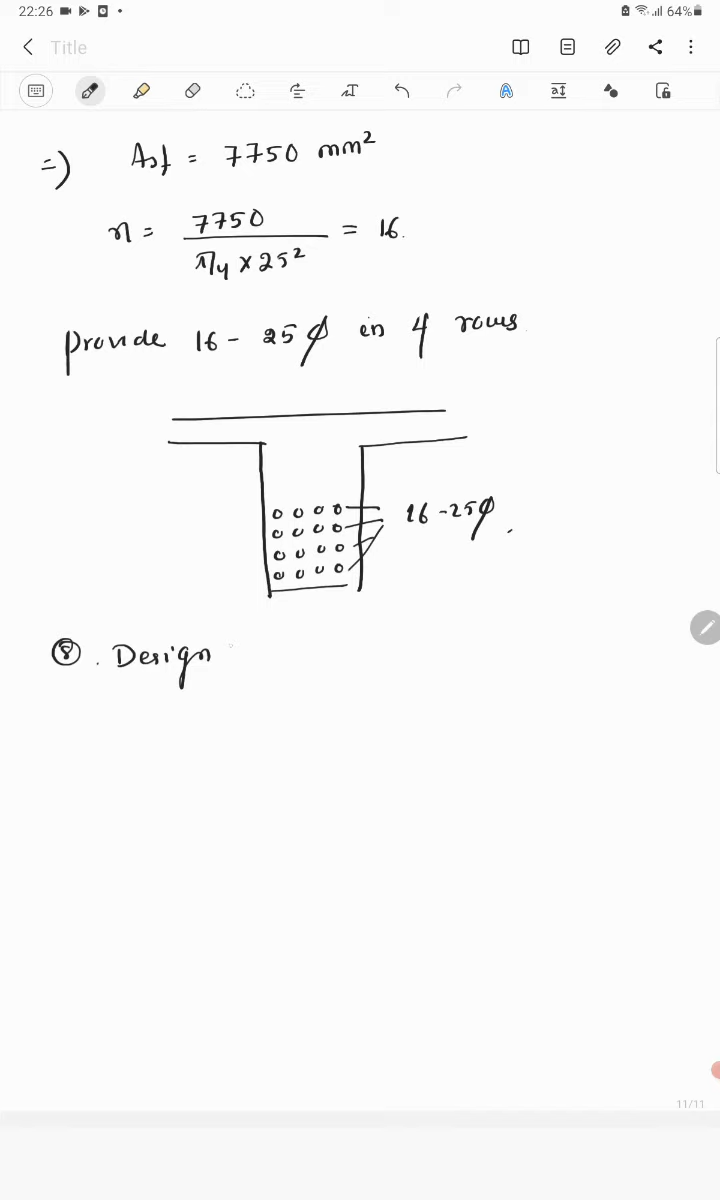 22:26 64%
Title
=) Asf = 7750 mm²
n = 7750 / π/4 × 25² = 16.
provide 16 - 25ϕ in 4 rows
16 - 25ϕ.
⑧. Design
11/11